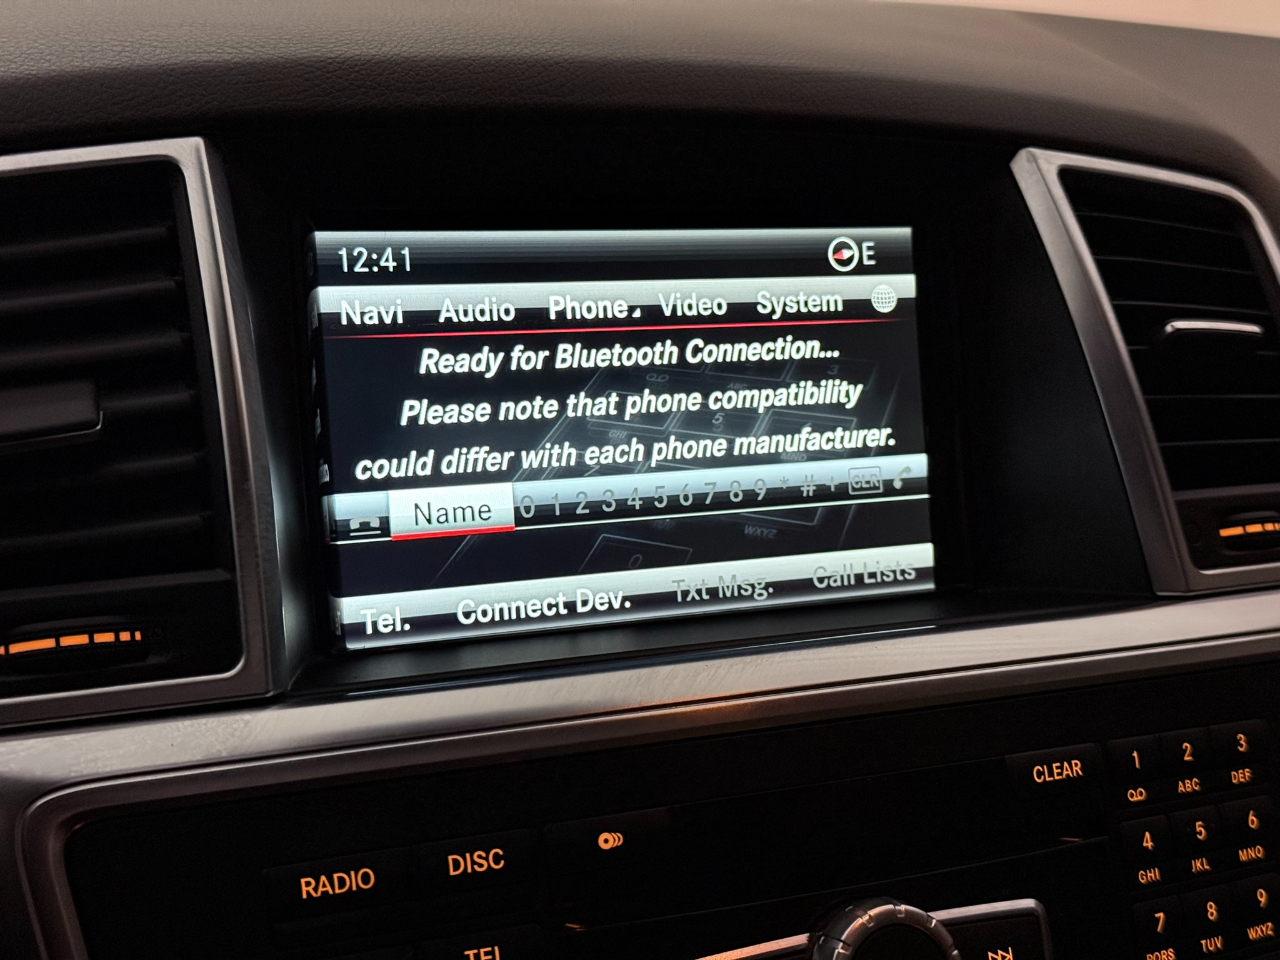 12:41 E
Navi Audio Phone Video System
Ready for Bluetooth Connection...
Please note that phone compatibility
could differ with each phone manufacturer.
Name 0 1 2 3 4 5 6 7 8 9 * # + CLR
Tel. Connect Dev. Txt Msg. Call Lists
CLEAR
1 2 3
ABC DEF
4 5 6
GHI JKL MNO
7 8 9
PQRS TUV WXYZ
RADIO DISC
TEL